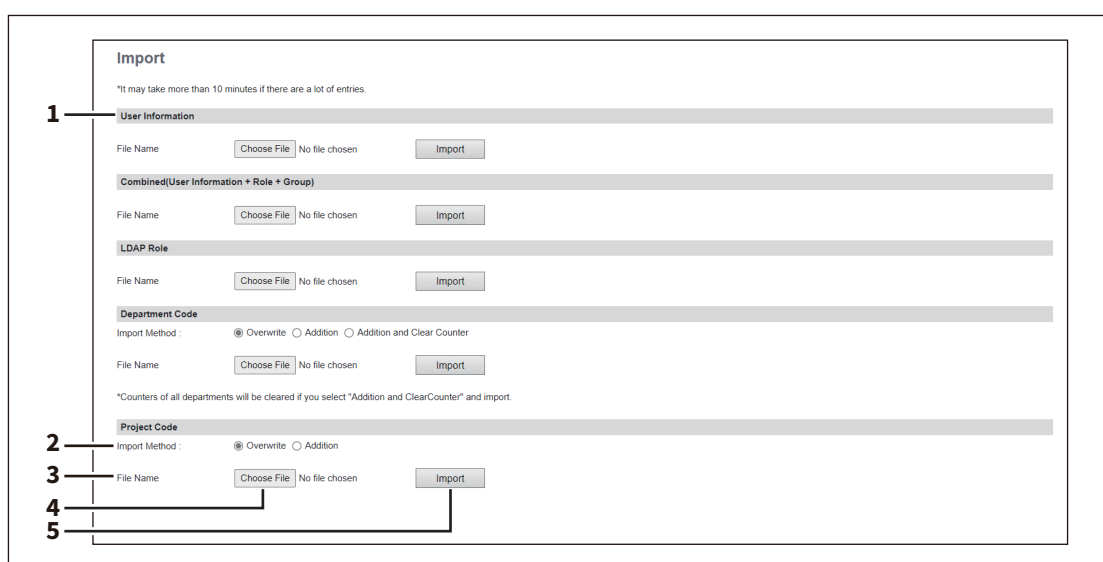 Import
*It may take more than 10 minutes if there are a lot of entries.
1 User Information
File Name Choose File No file chosen Import
Combined(User Information + Role + Group)
File Name Choose File No file chosen Import
LDAP Role
File Name Choose File No file chosen Import
Department Code
Import Method : Overwrite Addition Addition and Clear Counter
File Name Choose File No file chosen Import
*Counters of all departments will be cleared if you select "Addition and ClearCounter" and import.
Project Code
2 Import Method : Overwrite Addition
3 File Name Choose File No file chosen Import
4
5